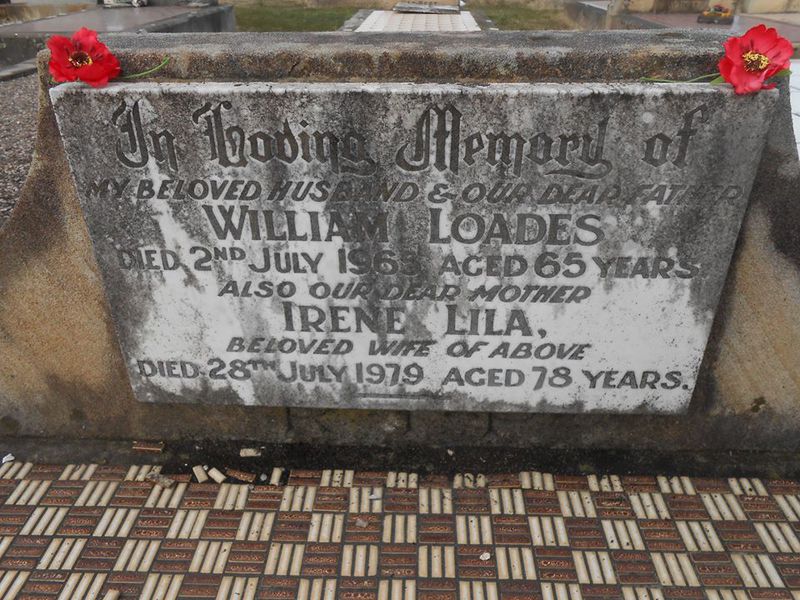 In Loving Memory of
MY BELOVED HUSBAND & OUR DEAR FATHER
WILLIAM LOADES
DIED 2ND JULY 1963 AGED 65 YEARS
ALSO OUR DEAR MOTHER
IRENE LILA,
BELOVED WIFE OF ABOVE
DIED 28TH JULY 1979 AGED 78 YEARS.